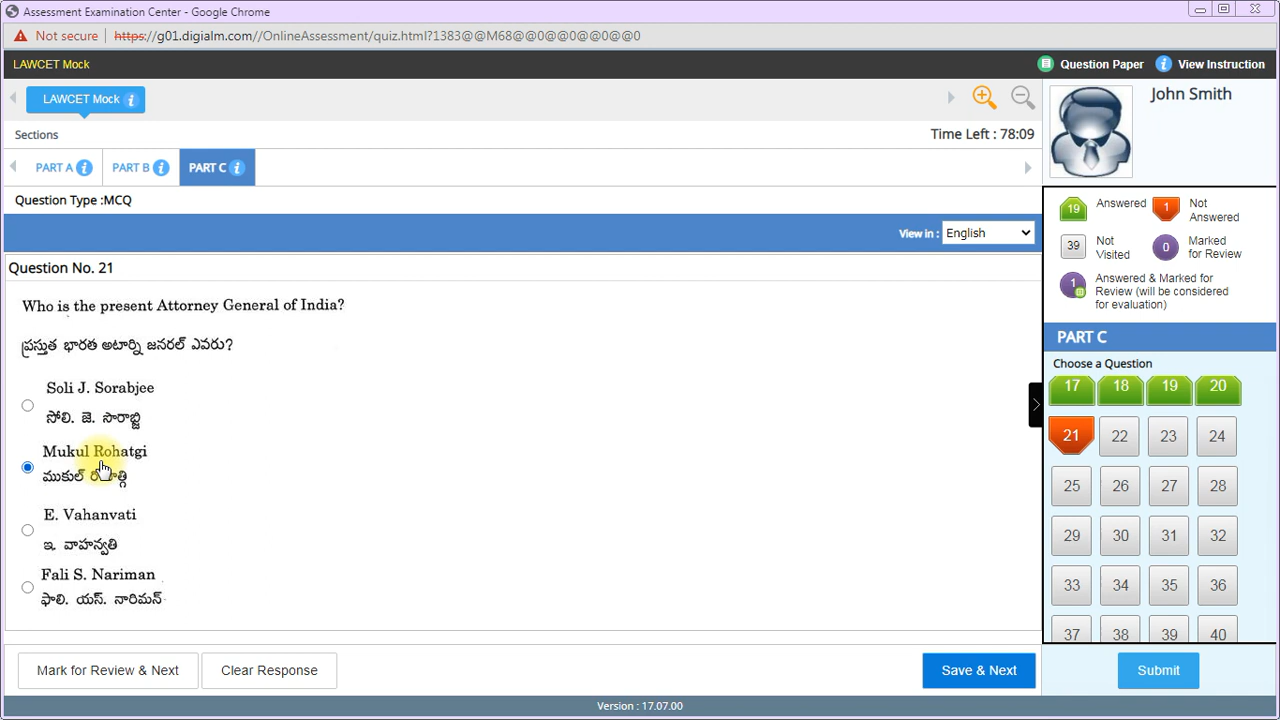 Assessment Examination Center - Google Chrome
Not secure https://g01.digialm.com//OnlineAssessment/quiz.html?1383@@M68@@0@@0@@0@@0
LAWCET Mock
Question Paper
View Instruction
LAWCET Mock
John Smith
Sections
Time Left : 78:09
PART A
PART B
PART C
Question Type :MCQ
View in : English
Question No. 21
Who is the present Attorney General of India?
ప్రస్తుత భారత అటార్ని జనరల్ ఎవరు?
Soli J. Sorabjee
సోలి. జె. సొరాబ్జి
Mukul Rohatgi
ముకుల్
E. Vahanvati
ఇ. వాహన్వతి
Fali S. Nariman
ఫాలి. యస్. నారిమన్
19 Answered
1 Not Answered
39 Not Visited
0 Marked for Review
1 Answered & Marked for
Review (will be considered
for evaluation)
PART C
Choose a Question
17 18 19 20
21 22 23 24
25 26 27 28
29 30 31 32
33 34 35 36
37 38 39 40
Mark for Review & Next
Clear Response
Save & Next
Submit
Version : 17.07.00